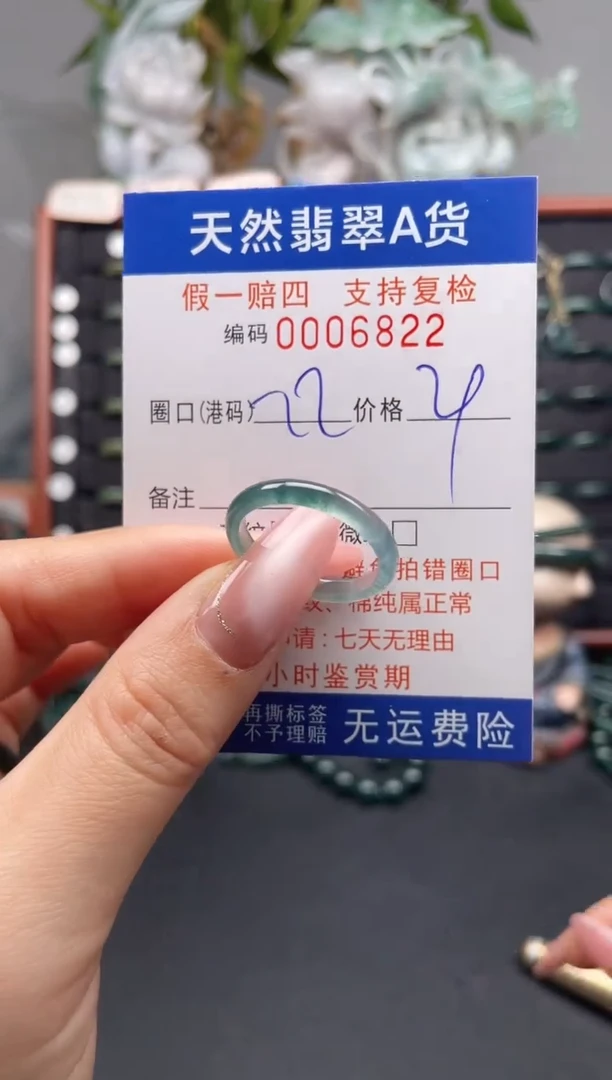 天然翡翠A货
假一赔四 支持复检
编码 0006822
圈口(港码) 22 价格
备注
纹 微
拍错圈口
棉纯属正常
请:七天无理由
小时鉴赏期
再撕标签
不予理赔
无运费险